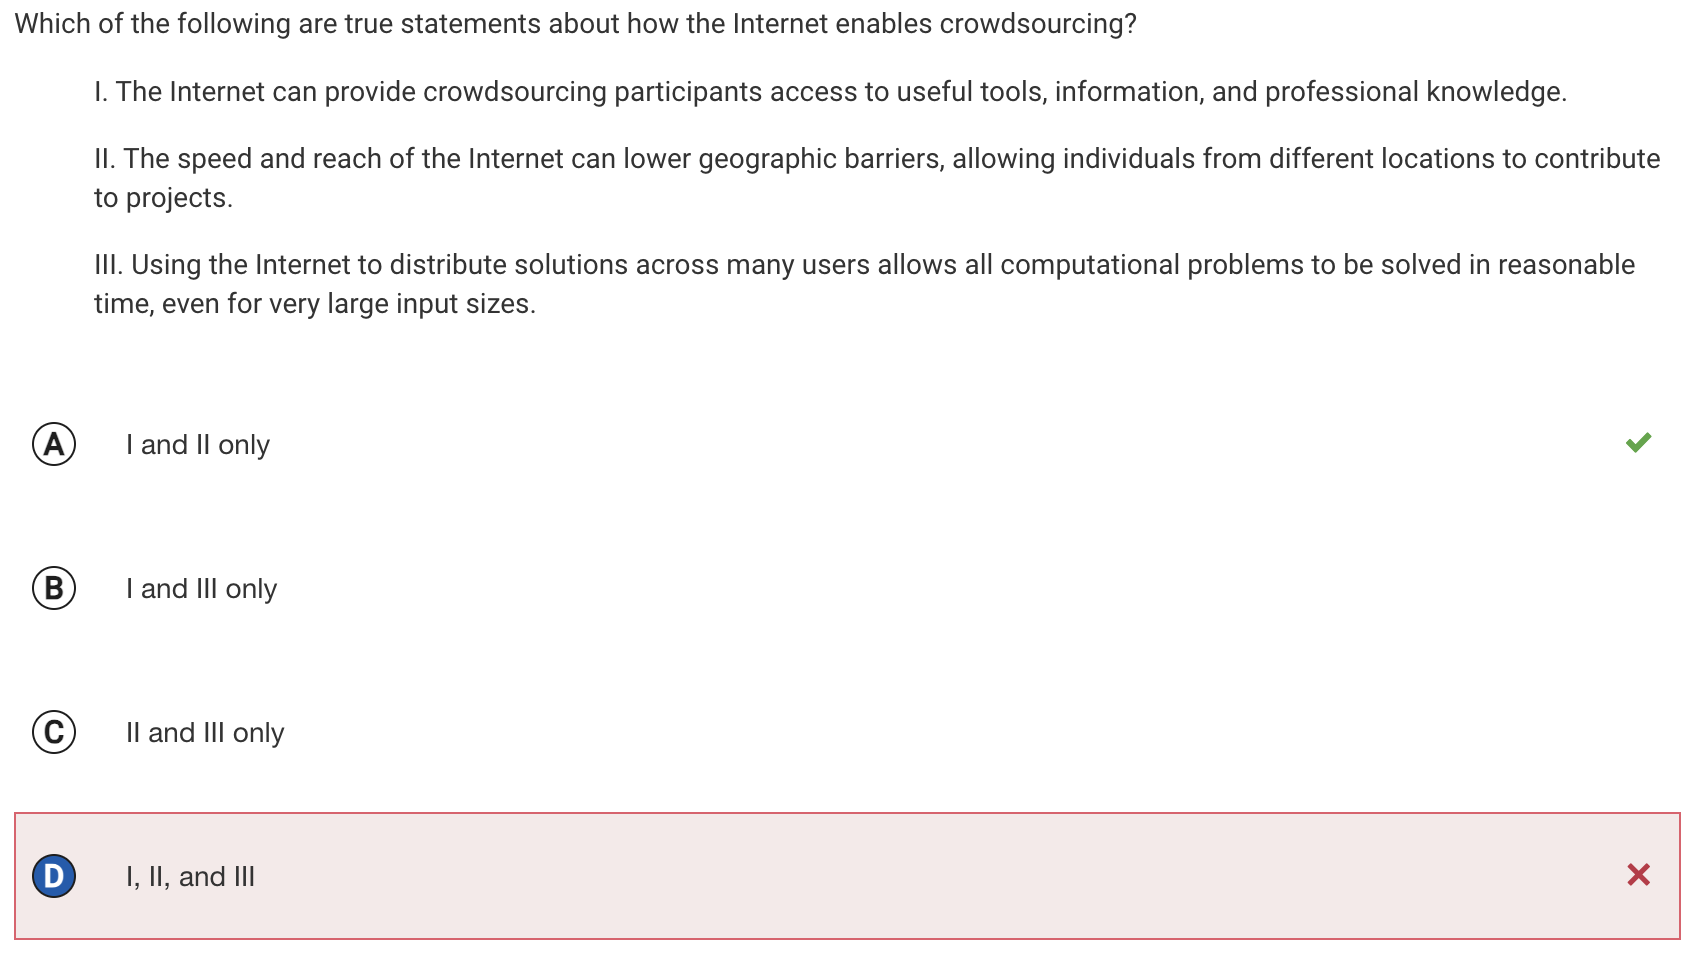 Which of the following are true statements about how the Internet enables crowdsourcing?
I. The Internet can provide crowdsourcing participants access to useful tools, information, and professional knowledge.
II. The speed and reach of the Internet can lower geographic barriers, allowing individuals from different locations to contribute
to projects.
III. Using the Internet to distribute solutions across many users allows all computational problems to be solved in reasonable
time, even for very large input sizes.
A I and II only
B I and III only
C II and III only
D I, II, and III